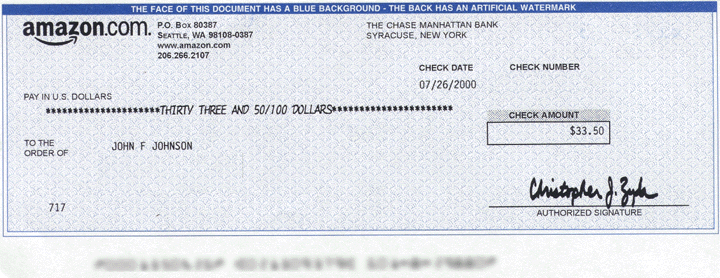 THE FACE OF THIS DOCUMENT HAS A BLUE BACKGROUND - THE BACK HAS AN ARTIFICIAL WATERMARK
amazon.com.
P.O. Box 80387
SEATTLE, WA 98108-0387
www.amazon.com
206.266.2107
THE CHASE MANHATTAN BANK
SYRACUSE, NEW YORK
CHECK DATE
07/26/2000
CHECK NUMBER
PAY IN U.S. DOLLARS
*********************THIRTY THREE AND 50/100 DOLLARS**********************
CHECK AMOUNT
$33.50
TO THE
ORDER OF
JOHN F JOHNSON
717
Christopher J.
AUTHORIZED SIGNATURE